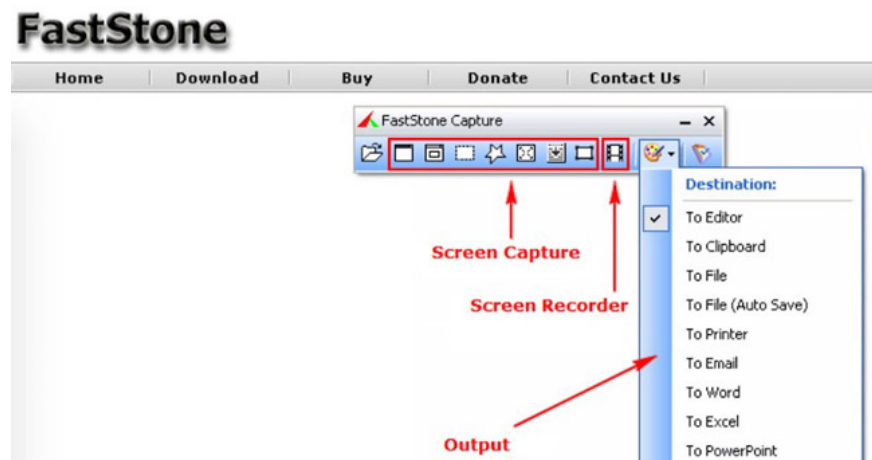 FastStone
Home Download Buy Donate Contact Us
FastStone Capture
Destination:
To Editor
To Clipboard
To File
To File (Auto Save)
To Printer
To Email
To Word
To Excel
To PowerPoint
Screen Capture
Screen Recorder
Output